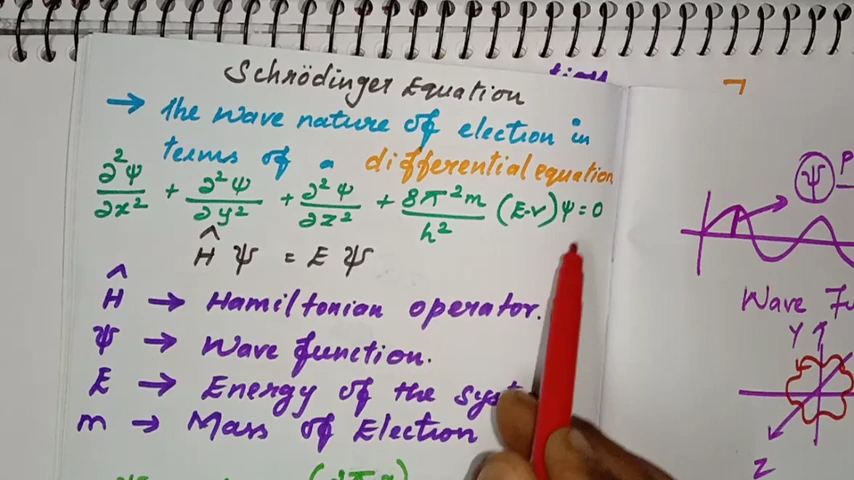 Schrödinger Equation
→ the wave nature of election in
terms of a differential equation
∂²ψ/∂x² + ∂²ψ/∂y² + ∂²ψ/∂z² + 8π²m/h² (E-v) ψ = 0
Ĥ ψ = E ψ
Ĥ → Hamiltonian operator.
ψ → Wave function.
E → Energy of the
m → Mass of Election
ψ
Wave
Y
Z